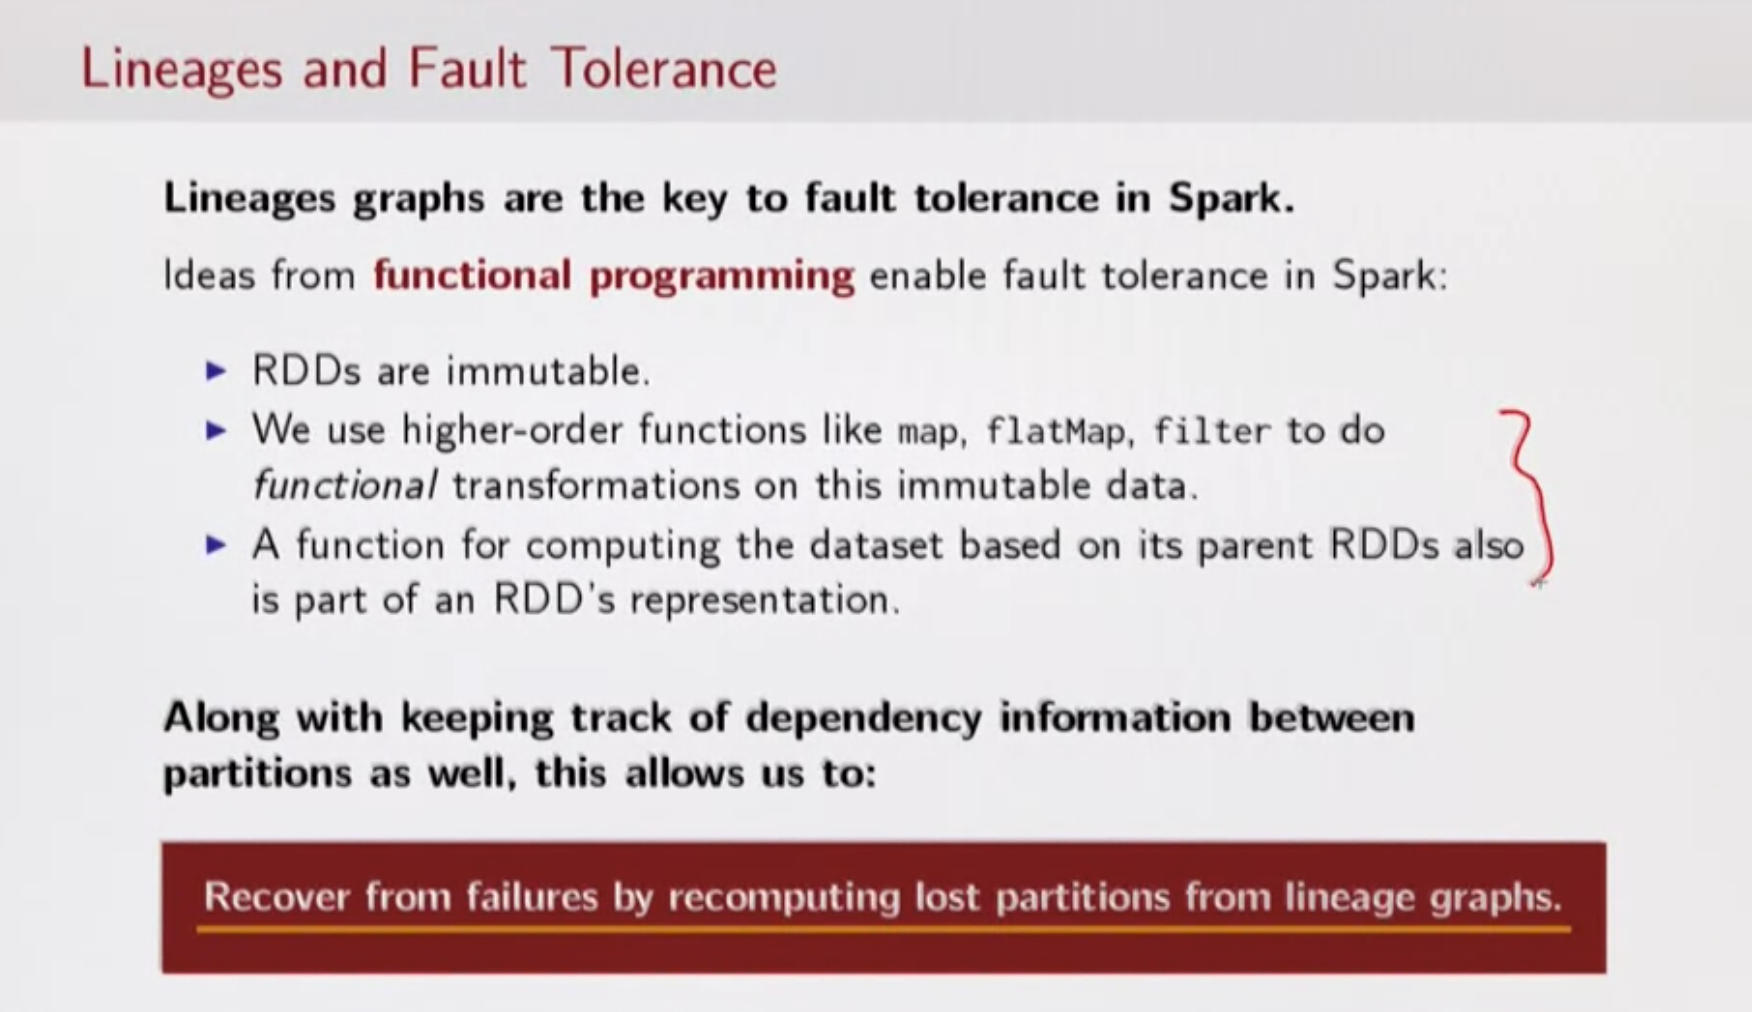 Lineages and Fault Tolerance
Lineages graphs are the key to fault tolerance in Spark.
Ideas from functional programming enable fault tolerance in Spark:
► RDDs are immutable.
► We use higher-order functions like map, flatMap, filter to do
functional transformations on this immutable data.
► A function for computing the dataset based on its parent RDDs also
is part of an RDD's representation.
Along with keeping track of dependency information between
partitions as well, this allows us to:
Recover from failures by recomputing lost partitions from lineage graphs.